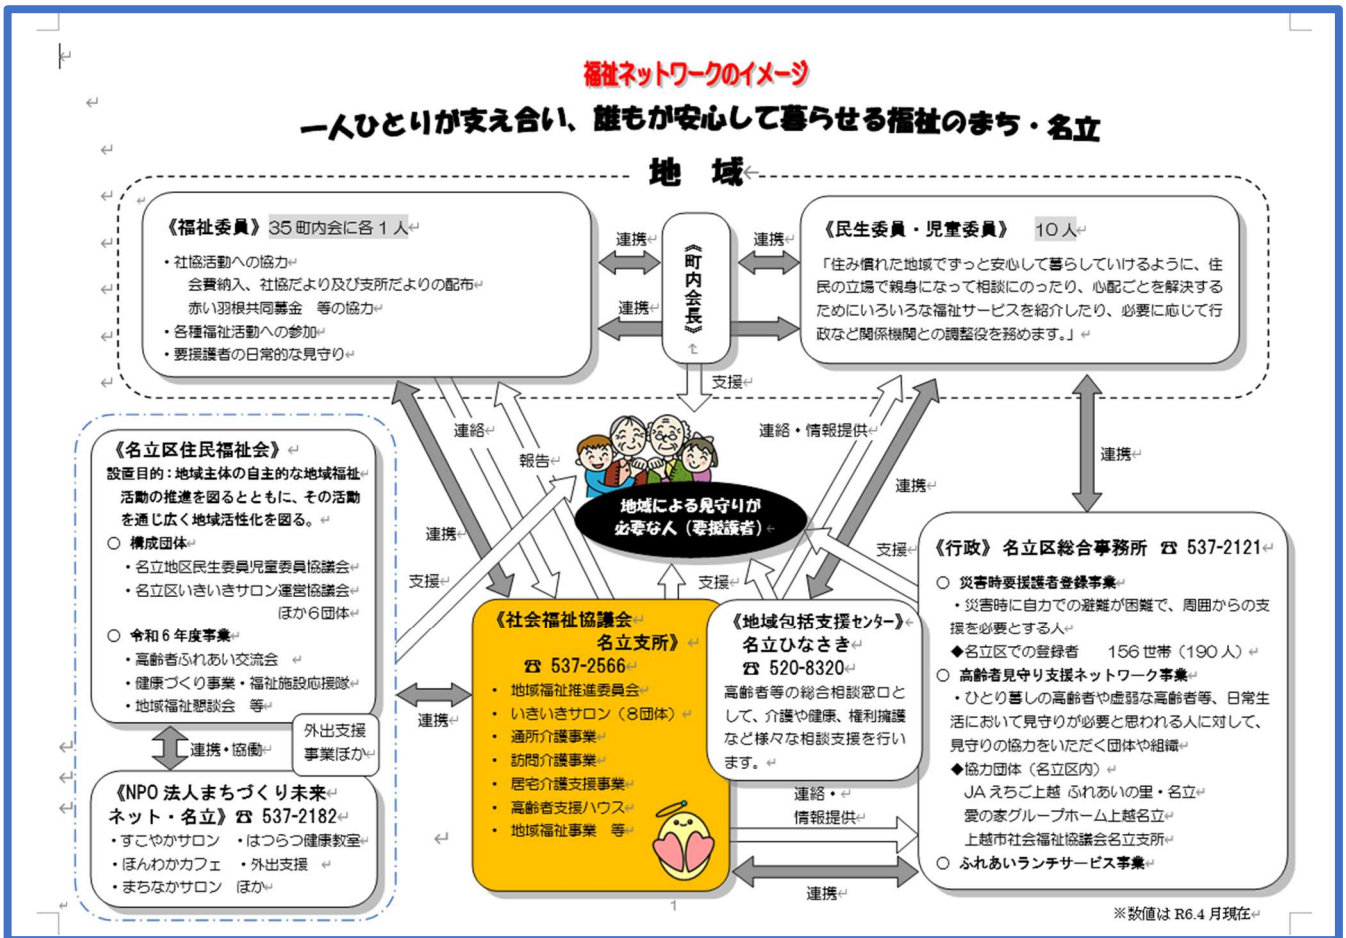 福祉ネットワークのイメージ
一人ひとりが支え合い、誰もが安心して暮らせる福祉のまち・名立
地　域
《福祉委員》 35町内会に各1人
・社協活動への協力
会費納入、社協だより及び支所だよりの配布
赤い羽根共同募金　等の協力
・各種福祉活動への参加
・要援護者の日常的な見守り
連携
連携
《町内会長》
連携
連携
《民生委員・児童委員》　10人
「住み慣れた地域でずっと安心して暮らしていけるように、住
民の立場で親身になって相談にのったり、心配ごとを解決する
ためにいろいろな福祉サービスを紹介したり、必要に応じて行
政など関係機関との調整役を務めます。」
支援
連絡
報告
連絡・情報提供
連携
連携
連携
支援
支援
支援
地域による見守りが
必要な人（要援護者）
《名立区住民福祉会》
設置目的：地域主体の自主的な地域福祉
活動の推進を図るとともに、その活動
を通じ広く地域活性化を図る。
○ 構成団体
・名立地区民生委員児童委員協議会
・名立区いきいきサロン運営協議会
ほか6団体
○ 令和6年度事業
・高齢者ふれあい交流会
・健康づくり事業・福祉施設応援隊
・地域福祉懇談会　等
連携・協働
外出支援
事業ほか
《NPO法人まちづくり未来
ネット・名立》☎ 537-2182
・すこやかサロン　・はつらつ健康教室
・ほんわかカフェ　・外出支援
・まちなかサロン　ほか
連携
《社会福祉協議会
名立支所》
☎ 537-2566
・ 地域福祉推進委員会
・ いきいきサロン（8団体）
・ 通所介護事業
・ 訪問介護事業
・ 居宅介護支援事業
・ 高齢者支援ハウス
・ 地域福祉事業　等
《地域包括支援センター》
名立ひなさき
☎ 520-8320
高齢者等の総合相談窓口と
して、介護や健康、権利擁護
など様々な相談支援を行い
ます。
連絡・
情報提供
連携
《行政》 名立区総合事務所 ☎ 537-2121
○ 災害時要援護者登録事業
・災害時に自力での避難が困難で、周囲からの支
援を必要とする人
◆名立区での登録者　156世帯（190人）
○ 高齢者見守り支援ネットワーク事業
・ひとり暮しの高齢者や虚弱な高齢者等、日常生
活において見守りが必要と思われる人に対して、
見守りの協力をいただく団体や組織
◆協力団体（名立区内）
JAえちご上越 ふれあいの里・名立
愛の家グループホーム上越名立
上越市社会福祉協議会名立支所
○ ふれあいランチサービス事業
1
※数値はR6.4月現在